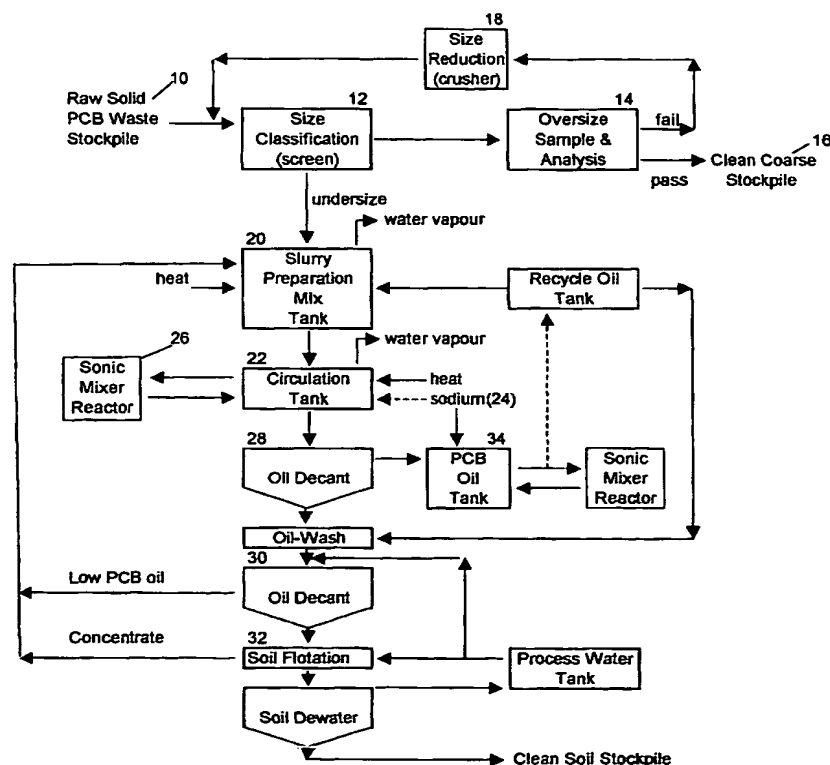 18
Size
Reduction
(crusher)
10
Raw Solid
PCB Waste
Stockpile
12
Size
Classification
(screen)
14
Oversize
Sample &
Analysis
fail
pass
16
Clean Coarse
Stockpile
undersize
water vapour
20
Slurry
Preparation
Mix
Tank
heat
Recycle Oil
Tank
water vapour
26
Sonic
Mixer
Reactor
22
Circulation
Tank
heat
sodium(24)
28
Oil Decant
34
PCB
Oil
Tank
Sonic
Mixer
Reactor
Oil-Wash
30
Low PCB oil
Oil Decant
Concentrate
32
Soil Flotation
Process Water
Tank
Soil Dewater
Clean Soil Stockpile